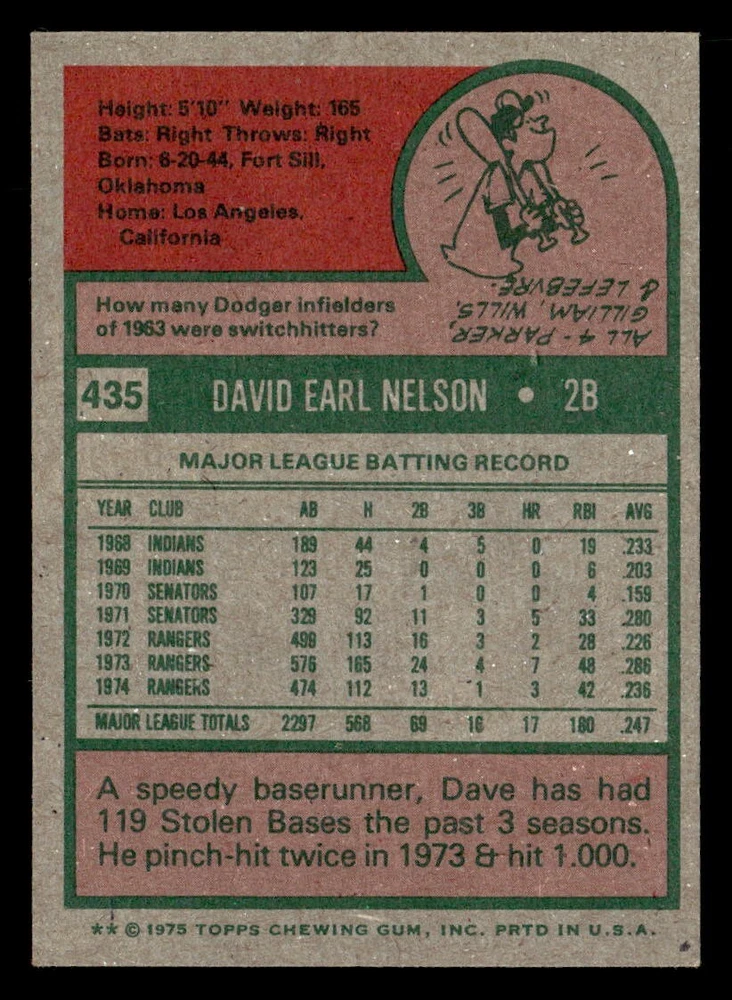 Height: 5'10" Weight: 165
Bats: Right Throws: Right
Born: 6-20-44, Fort Sill,
Oklahoma
Home: Los Angeles,
California
How many Dodger infielders
of 1963 were switchhitters?
ALL 4 - PARKER,
GILLIAM, WILLS,
& LEFEBVRE.
435 DAVID EARL NELSON • 2B
MAJOR LEAGUE BATTING RECORD
YEAR CLUB AB H 2B 3B HR RBI AVG
1968 INDIANS 189 44 4 5 0 19 .233
1969 INDIANS 123 25 0 0 0 6 .203
1970 SENATORS 107 17 1 0 0 4 .159
1971 SENATORS 329 92 11 3 5 33 .280
1972 RANGERS 499 113 16 3 2 28 .226
1973 RANGERS 576 165 24 4 7 48 .286
1974 RANGERS 474 112 13 1 3 42 .236
MAJOR LEAGUE TOTALS 2297 568 69 16 17 180 .247
A speedy baserunner, Dave has had
119 Stolen Bases the past 3 seasons.
He pinch-hit twice in 1973 & hit 1.000.
** © 1975 TOPPS CHEWING GUM, INC. PRTD IN U.S.A.